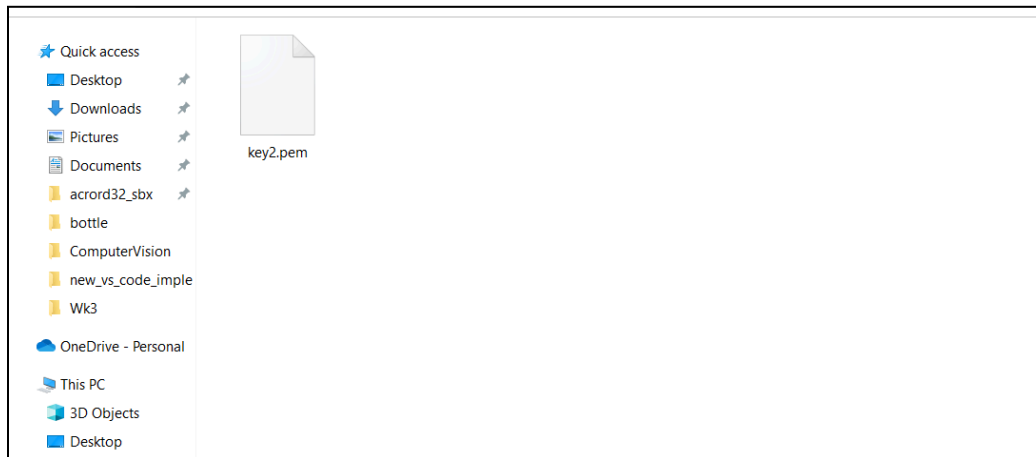 Quick access
Desktop
Downloads
Pictures
Documents
acrord32_sbx
bottle
ComputerVision
new_vs_code_imple
Wk3
OneDrive - Personal
This PC
3D Objects
Desktop
key2.pem